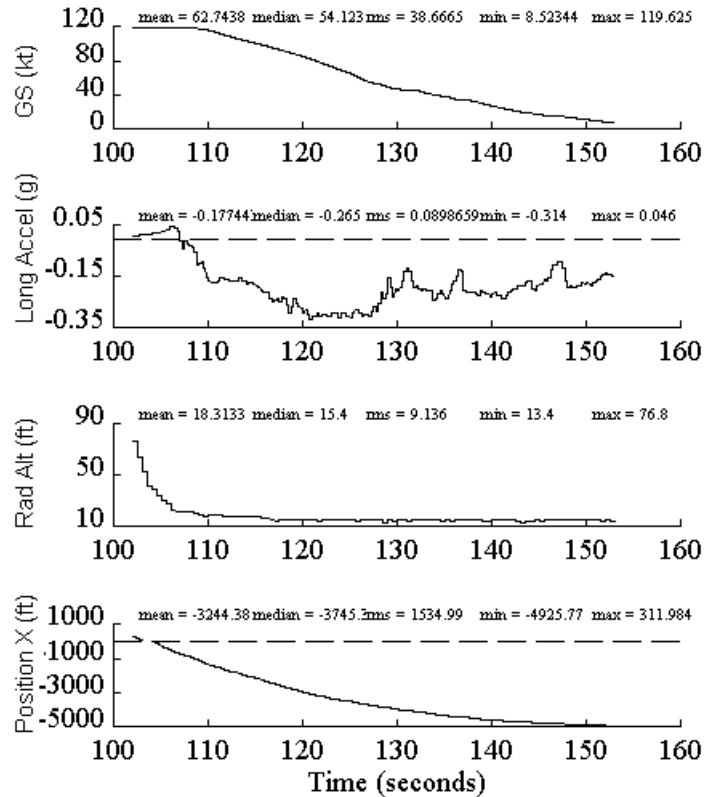 mean = 62.7438 median = 54.123 rms = 38.6665 min = 8.52344 max = 119.625
GS (kt)
120
80
40
0
100 110 120 130 140 150 160
mean = -0.17744 median = -0.265 rms = 0.0898659 min = -0.314 max = 0.046
Long Accel (g)
0.05
-0.15
-0.35
100 110 120 130 140 150 160
mean = 18.3133 median = 15.4 rms = 9.136 min = 13.4 max = 76.8
Rad Alt (ft)
90
50
10
100 110 120 130 140 150 160
mean = -3244.38 median = -3745.3 rms = 1534.99 min = -4925.77 max = 311.984
Position X (ft)
1000
-1000
-3000
-5000
100 110 120 130 140 150 160
Time (seconds)